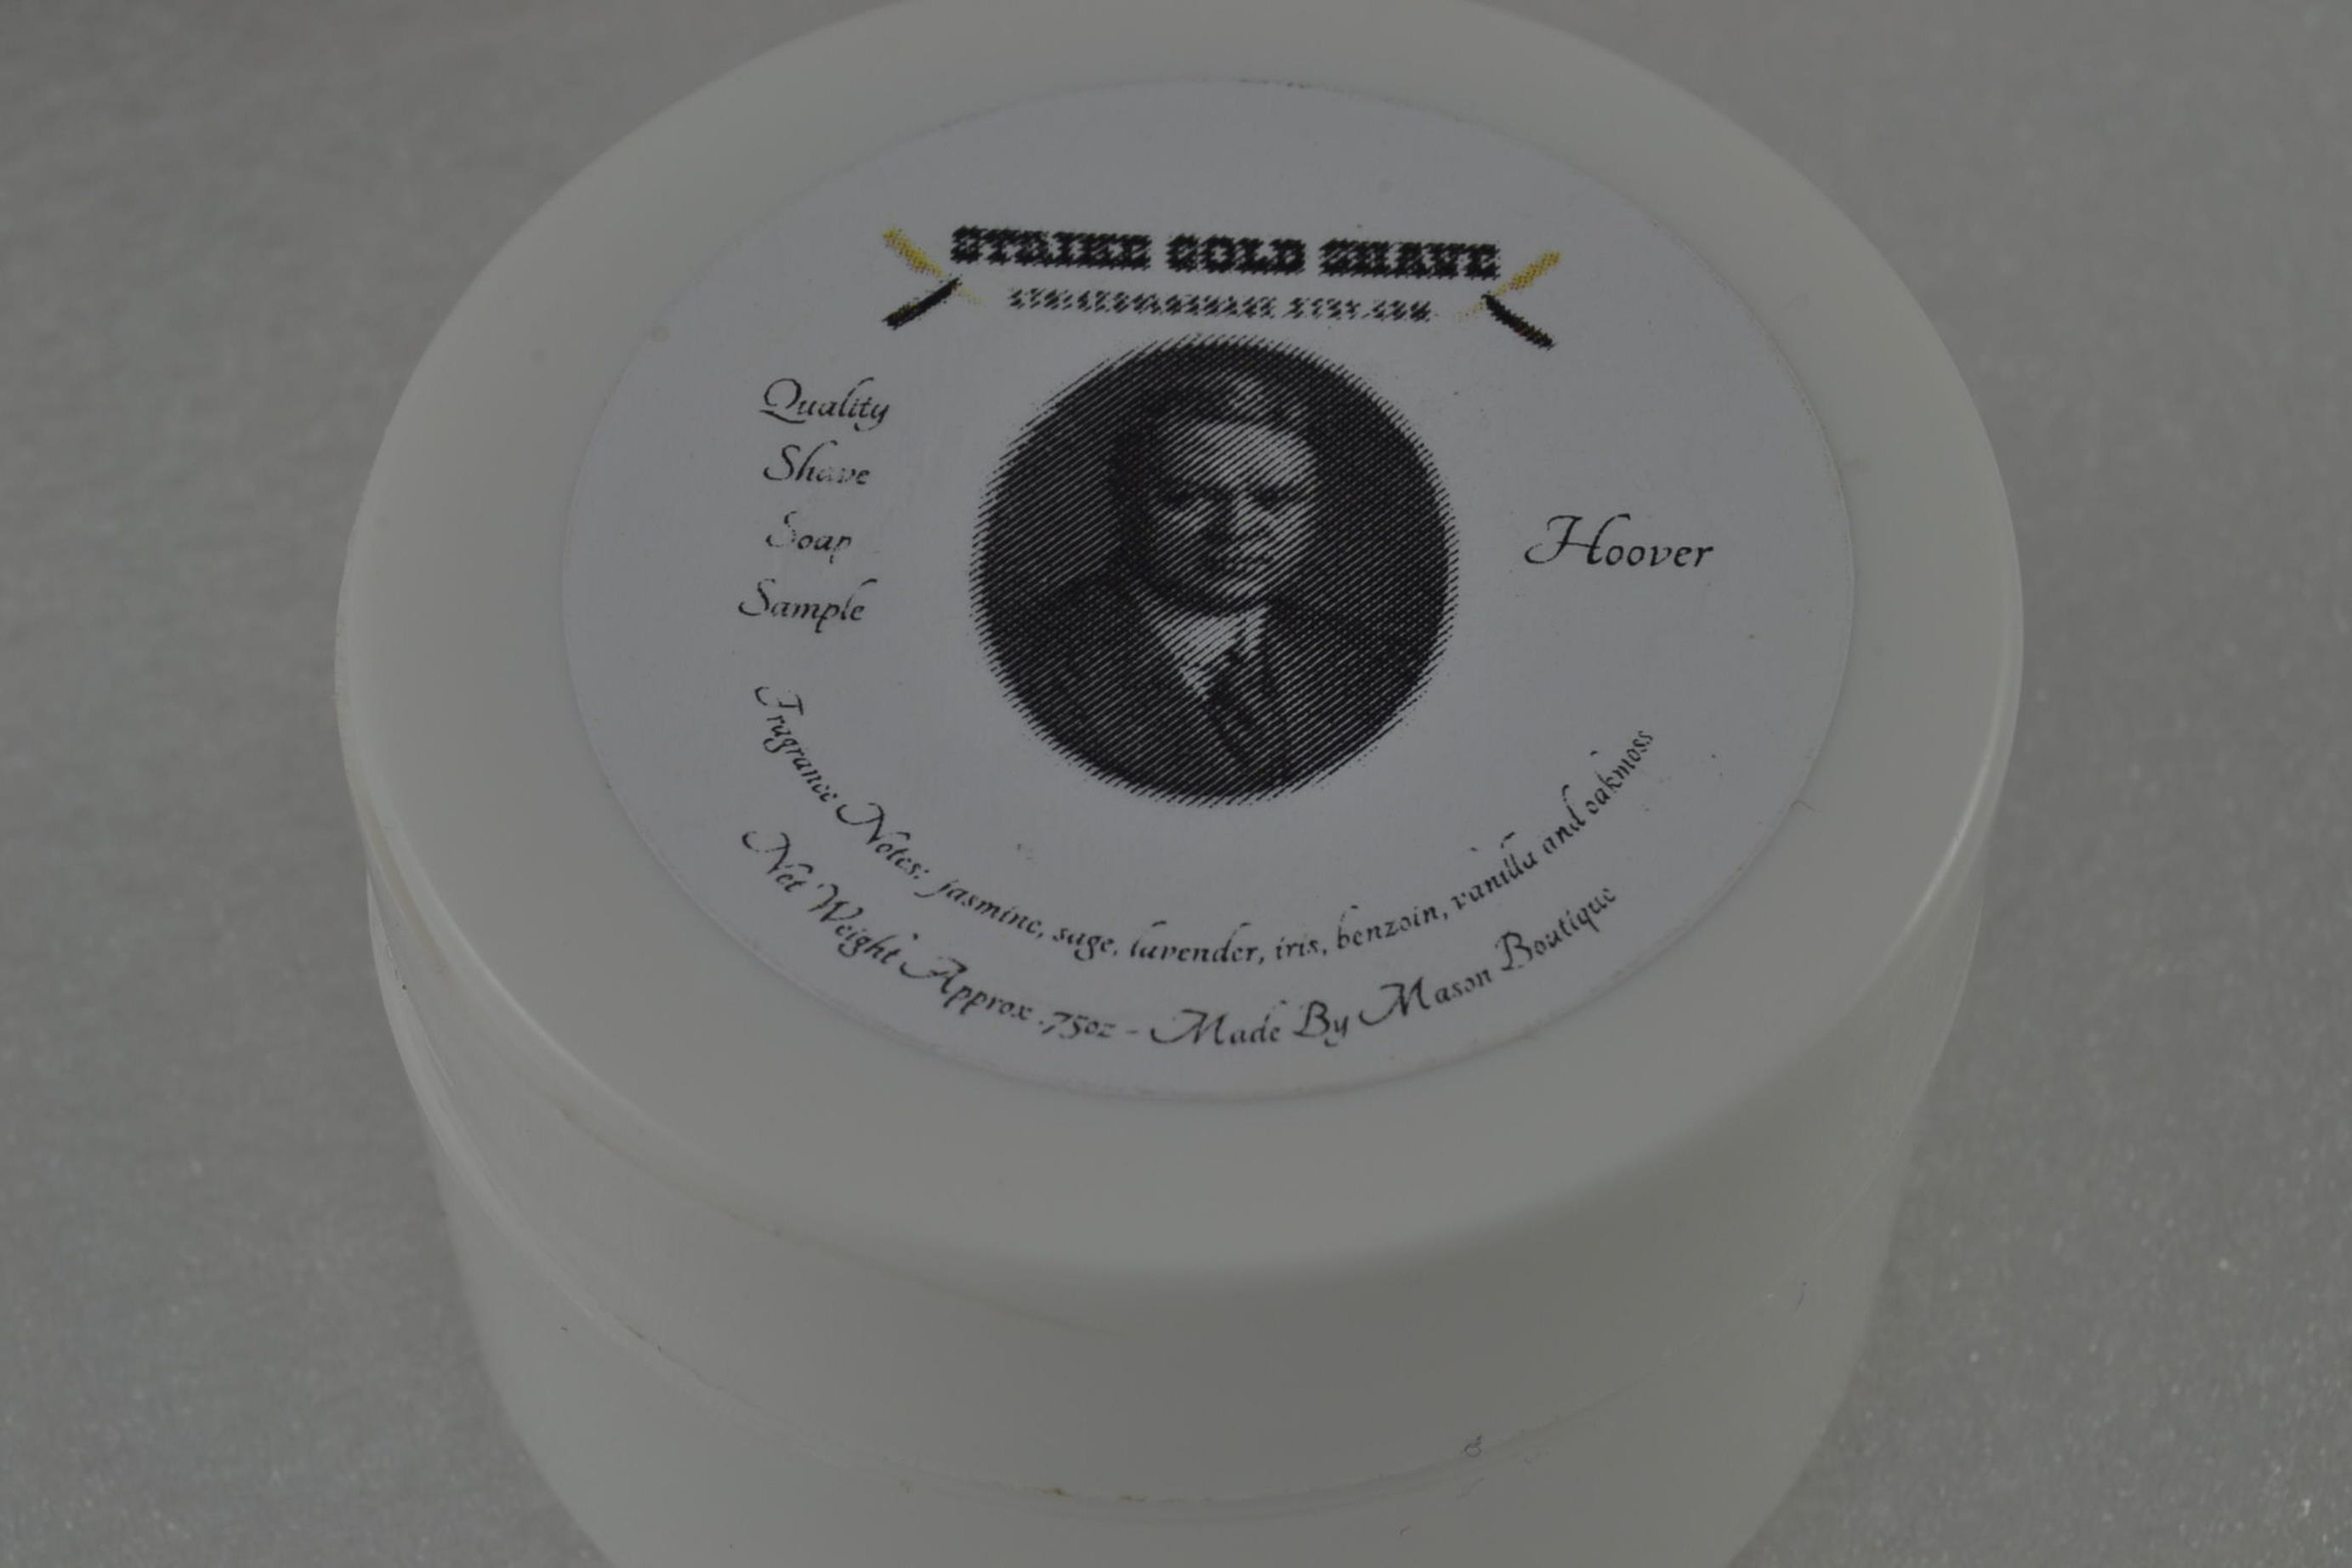 STRIKE GOLD SHAVE
Quality
Shave
Soap
Sample
Hoover
Fragrance Notes: jasmine, sage, lavender, iris, benzoin, vanilla and oakmoss
Net Weight Approx .75oz - Made By Mason Boutique